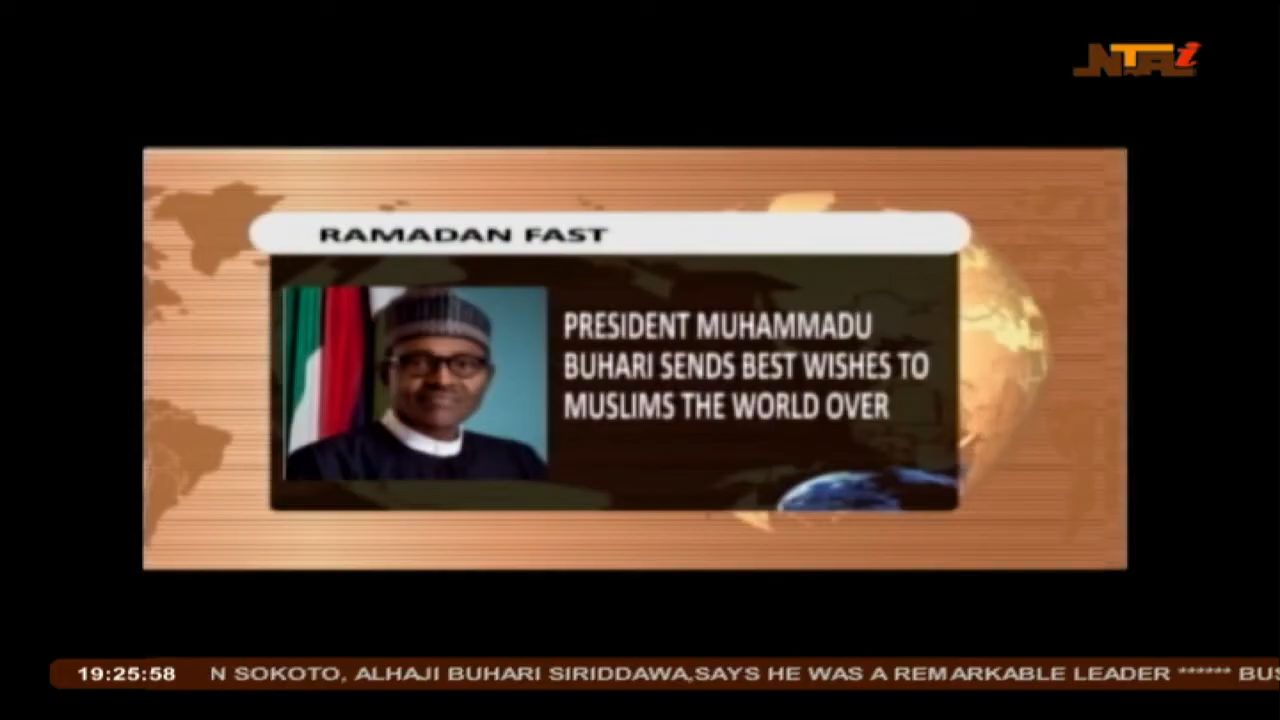 NTAi
RAMADAN FAST
PRESIDENT MUHAMMADU
BUHARI SENDS BEST WISHES TO
MUSLIMS THE WORLD OVER
19:25:58 N SOKOTO, ALHAJI BUHARI SIRIDDAWA,SAYS HE WAS A REMARKABLE LEADER ****** BUS